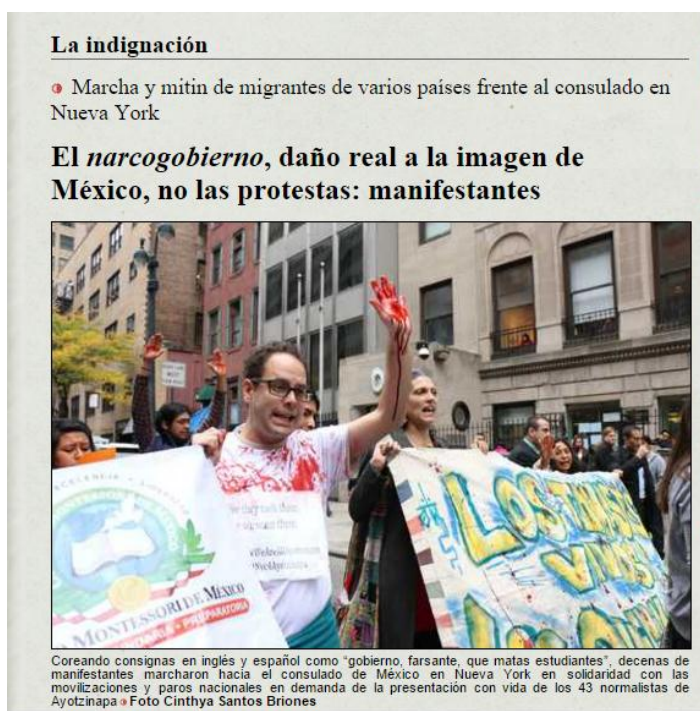 La indignación
Marcha y mitin de migrantes de varios países frente al consulado en
Nueva York
El narcogobierno, daño real a la imagen de
México, no las protestas: manifestantes
MONTESSORI DE MÉXICO
PREPARATORIA
LOS
VIVOS
Coreando consignas en inglés y español como “gobierno, farsante, que matas estudiantes”, decenas de
manifestantes marcharon hacia el consulado de México en Nueva York en solidaridad con las
movilizaciones y paros nacionales en demanda de la presentación con vida de los 43 normalistas de
Ayotzinapa Foto Cinthya Santos Briones